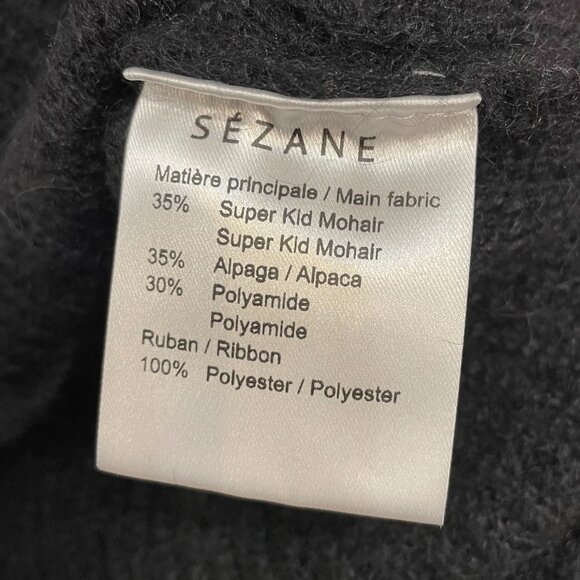 SÉZANE
Matière principale / Main fabric
35% Super Kid Mohair
Super Kid Mohair
35% Alpaga / Alpaca
30% Polyamide
Polyamide
Ruban / Ribbon
100% Polyester / Polyester